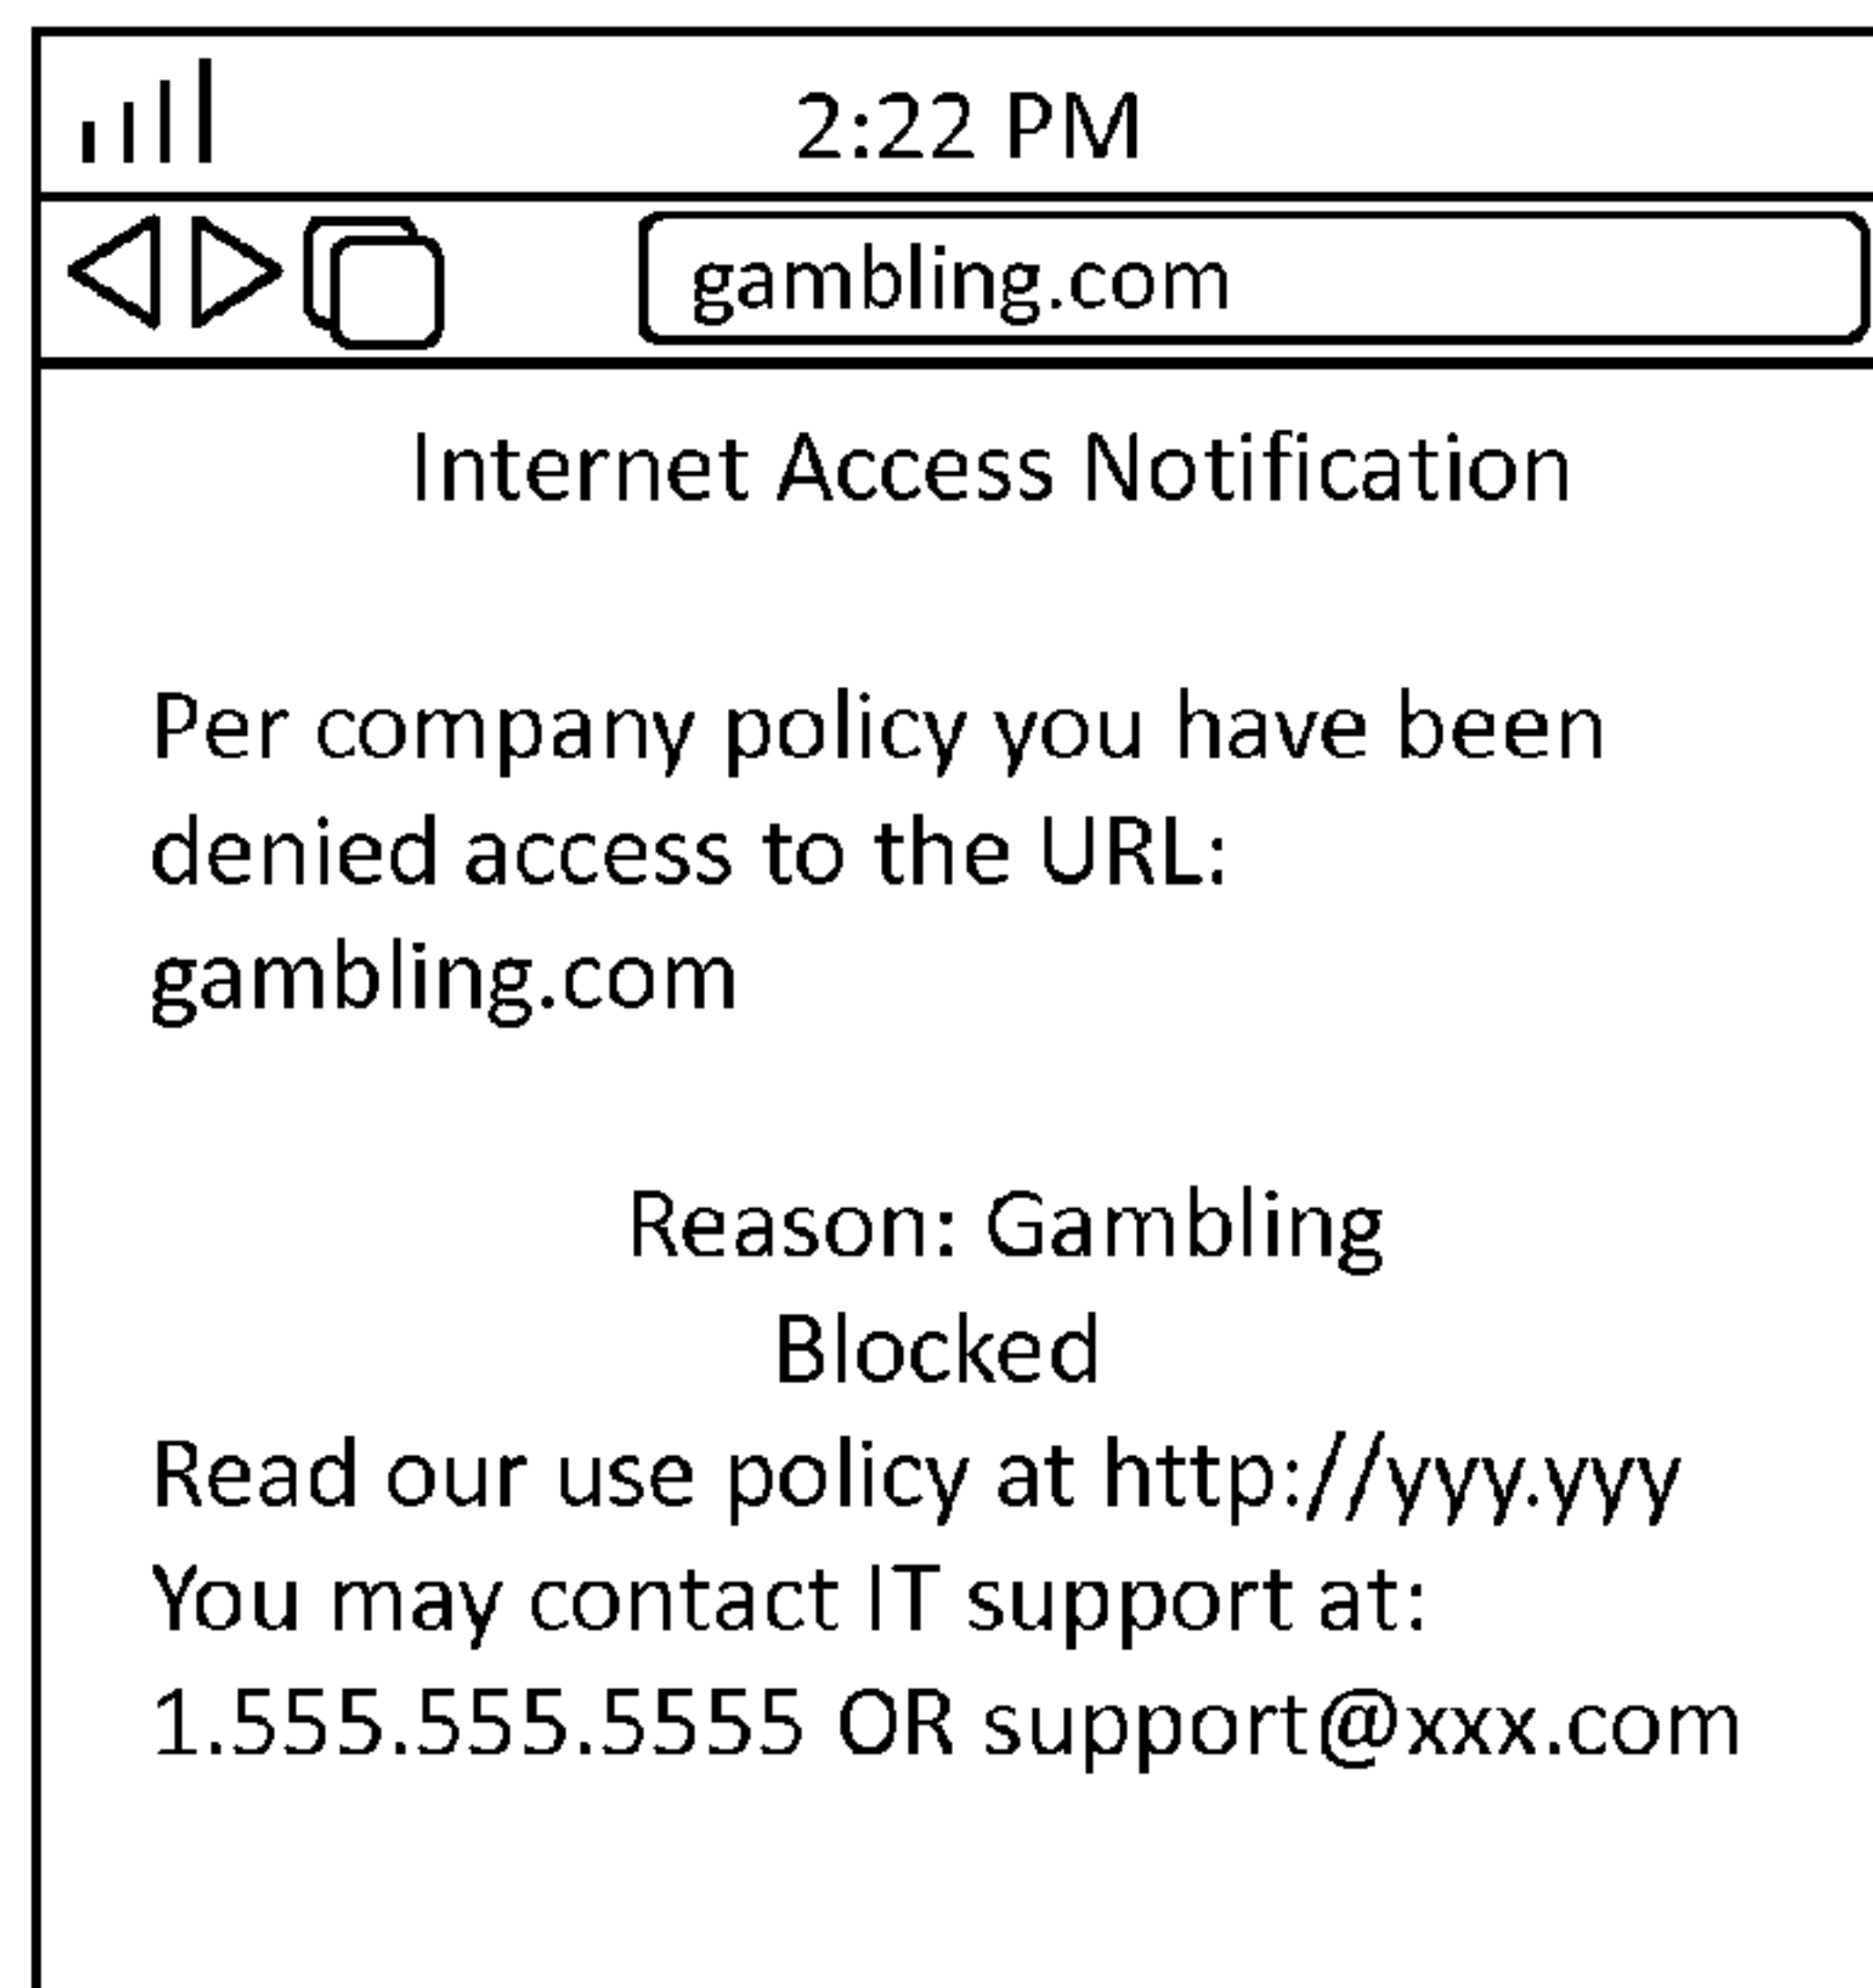 2:22 PM
gambling.com
Internet Access Notification
Per company policy you have been
denied access to the URL:
gambling.com
Reason: Gambling
Blocked
Read our use policy at http://yyy.yyy
You may contact IT support at:
1.555.555.5555 OR support@xxx.com